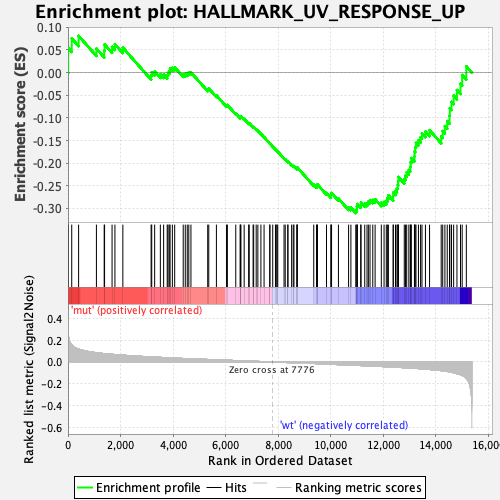 Enrichment plot: HALLMARK_UV_RESPONSE_UP
Enrichment score (ES)
0.10
0.05
0.00
-0.05
-0.10
-0.15
-0.20
-0.25
-0.30
'mut' (positively correlated)
Ranked list metric (Signal2Noise)
0.4
0.2
0.0
-0.2
-0.4
-0.6
Zero cross at 7776
'wt' (negatively correlated)
0 2,000 4,000 6,000 8,000 10,000 12,000 14,000 16,000
Rank in Ordered Dataset
Enrichment profile Hits Ranking metric scores